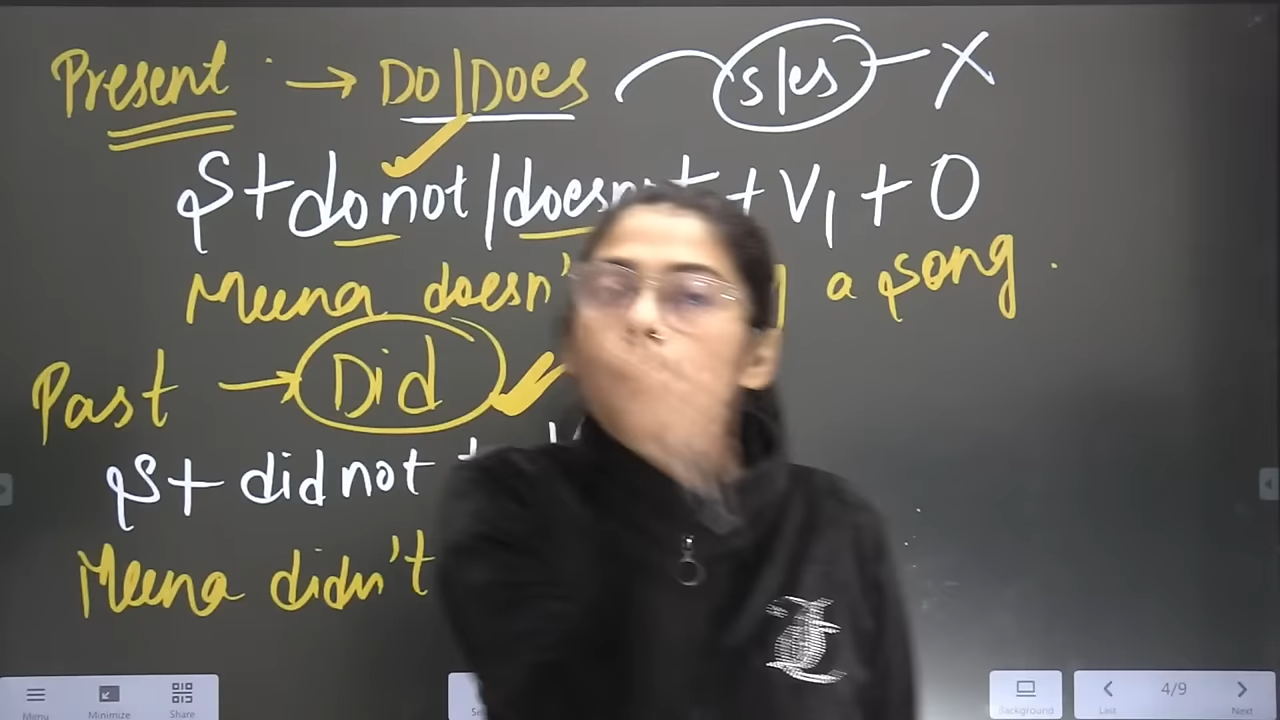 Present → Do/Does s/es - X
S + do not / does + V1 + O
Meena doesn' a song.
Past → Did
S + did not +
Meena didn't
Menu Minimize Share Background Last 4/9 Next